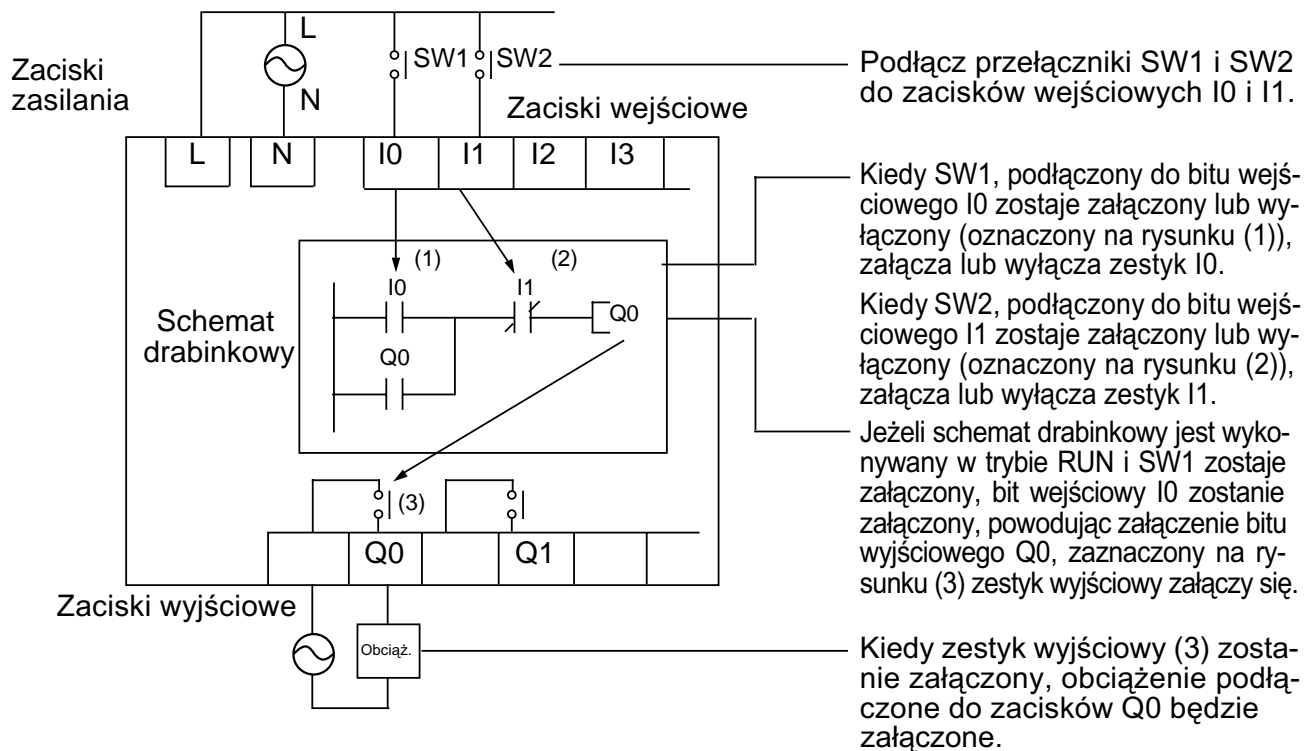 L
SW1
SW2
N
Zaciski
zasilania
Zaciski wejściowe
L
N
I0
I1
I2
I3
(1)
(2)
I0
I1
Q0
Q0
Schemat
drabinkowy
(3)
Q0
Q1
Zaciski wyjściowe
Obciąż.
Podłącz przełączniki SW1 i SW2
do zacisków wejściowych I0 i I1.
Kiedy SW1, podłączony do bitu wejś-
ciowego I0 zostaje załączony lub wy-
łączony (oznaczony na rysunku (1)),
załącza lub wyłącza zestyk I0.
Kiedy SW2, podłączony do bitu wejś-
ciowego I1 zostaje załączony lub wy-
łączony (oznaczony na rysunku (2)),
załącza lub wyłącza zestyk I1.
Jeżeli schemat drabinkowy jest wyko-
nywany w trybie RUN i SW1 zostaje
załączony, bit wejściowy I0 zostanie
załączony, powodując załączenie bitu
wyjściowego Q0, zaznaczony na ry-
sunku (3) zestyk wyjściowy załączy się.
Kiedy zestyk wyjściowy (3) zosta-
nie załączony, obciążenie podłą-
czone do zacisków Q0 będzie
załączone.